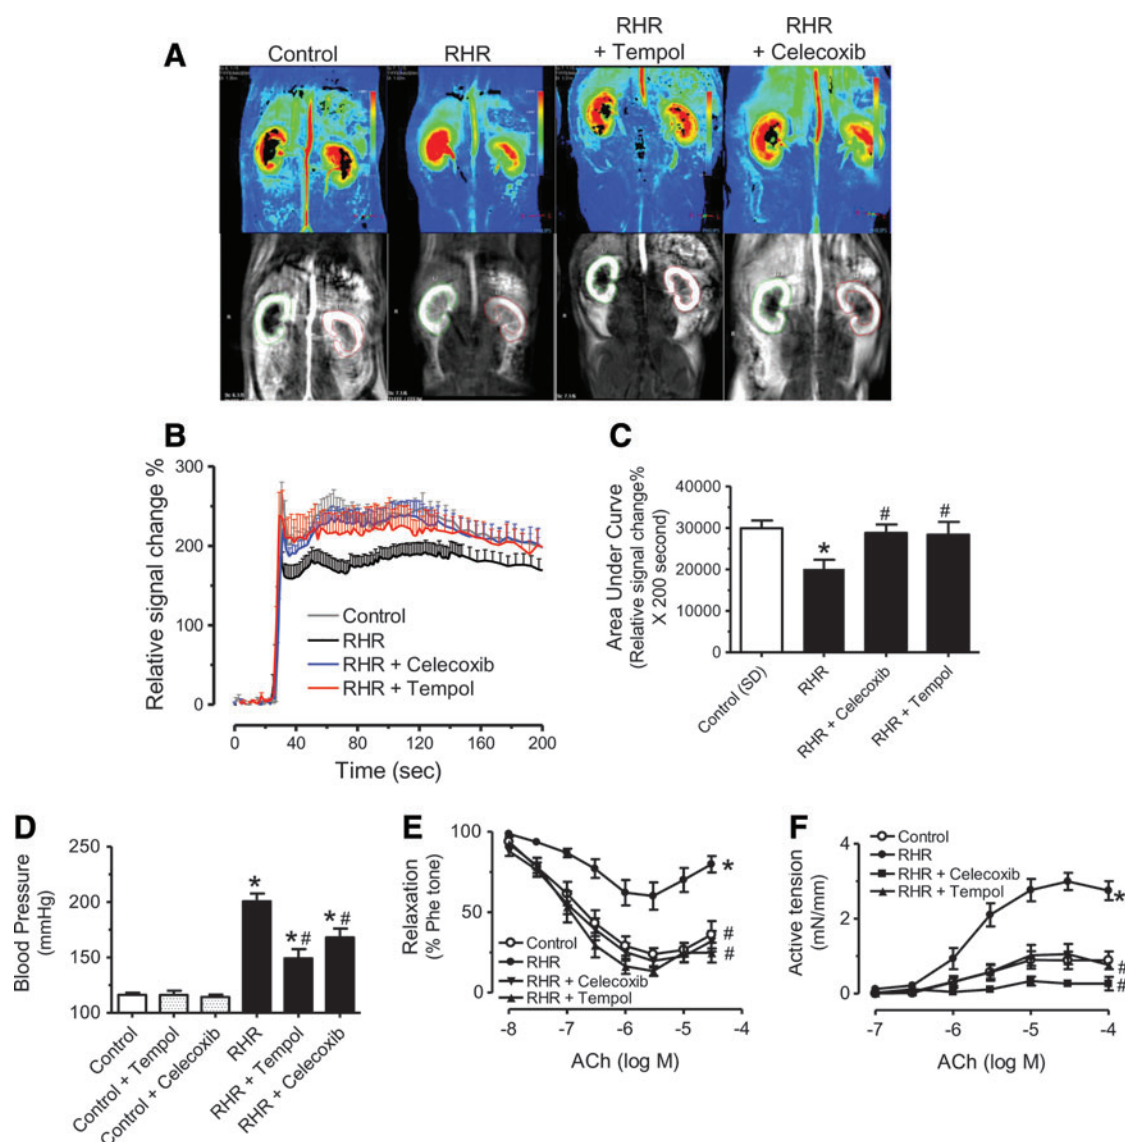 A
Control
RHR
RHR
+ Tempol
RHR
+ Celecoxib
R
R
R
B
Relative signal change %
300
200
100
0
Control
RHR
RHR + Celecoxib
RHR + Tempol
0 40 80 120 160 200
Time (sec)
C
Area Under Curve
(Relative signal change%
X 200 second)
40000
30000
20000
10000
0
*
#
#
Control (SD)
RHR
RHR + Celecoxib
RHR + Tempol
D
Blood Pressure
(mmHg)
250
200
150
100
*
* #
* #
Control
Control + Tempol
Control + Celecoxib
RHR
RHR + Tempol
RHR + Celecoxib
E
Relaxation
(% Phe tone)
100
50
0
*
#
#
Control
RHR
RHR + Celecoxib
RHR + Tempol
-8 -7 -6 -5 -4
ACh (log M)
F
Active tension
(mN/mm)
4
2
0
Control
RHR
RHR + Celecoxib
RHR + Tempol
*
#
#
-7 -6 -5 -4
ACh (log M)